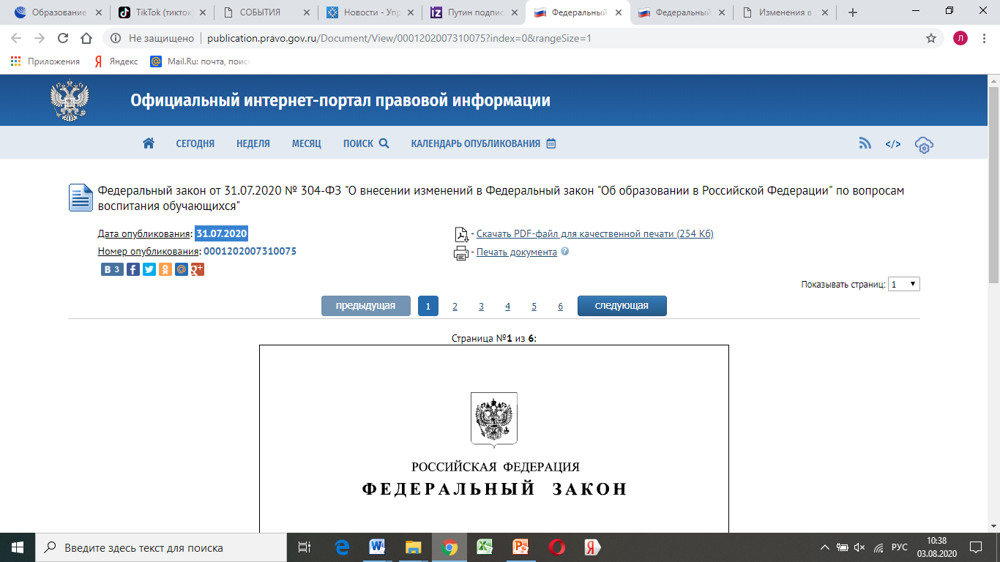 Образование
TikTok (тикток
СОБЫТИЯ
Новости - Упр
Путин подпис
Федеральный
Федеральный
Изменения в
Не защищено
publication.pravo.gov.ru/Document/View/0001202007310075?index=0&rangeSize=1
Л
Приложения
Яндекс
Mail.Ru: почта, поис
Официальный интернет-портал правовой информации
СЕГОДНЯ
НЕДЕЛЯ
МЕСЯЦ
ПОИСК
КАЛЕНДАРЬ ОПУБЛИКОВАНИЯ
</>
Федеральный закон от 31.07.2020 № 304-ФЗ "О внесении изменений в Федеральный закон "Об образовании в Российской Федерации" по вопросам
воспитания обучающихся"
Дата опубликования: 31.07.2020
- Скачать PDF-файл для качественной печати (254 Кб)
Номер опубликования: 0001202007310075
- Печать документа ?
В 3
Показывать страниц: 1
предыдущая 1 2 3 4 5 6 следующая
Страница №1 из 6:
РОССИЙСКАЯ ФЕДЕРАЦИЯ
ФЕДЕРАЛЬНЫЙ ЗАКОН
Введите здесь текст для поиска
РУС
10:38
03.08.2020